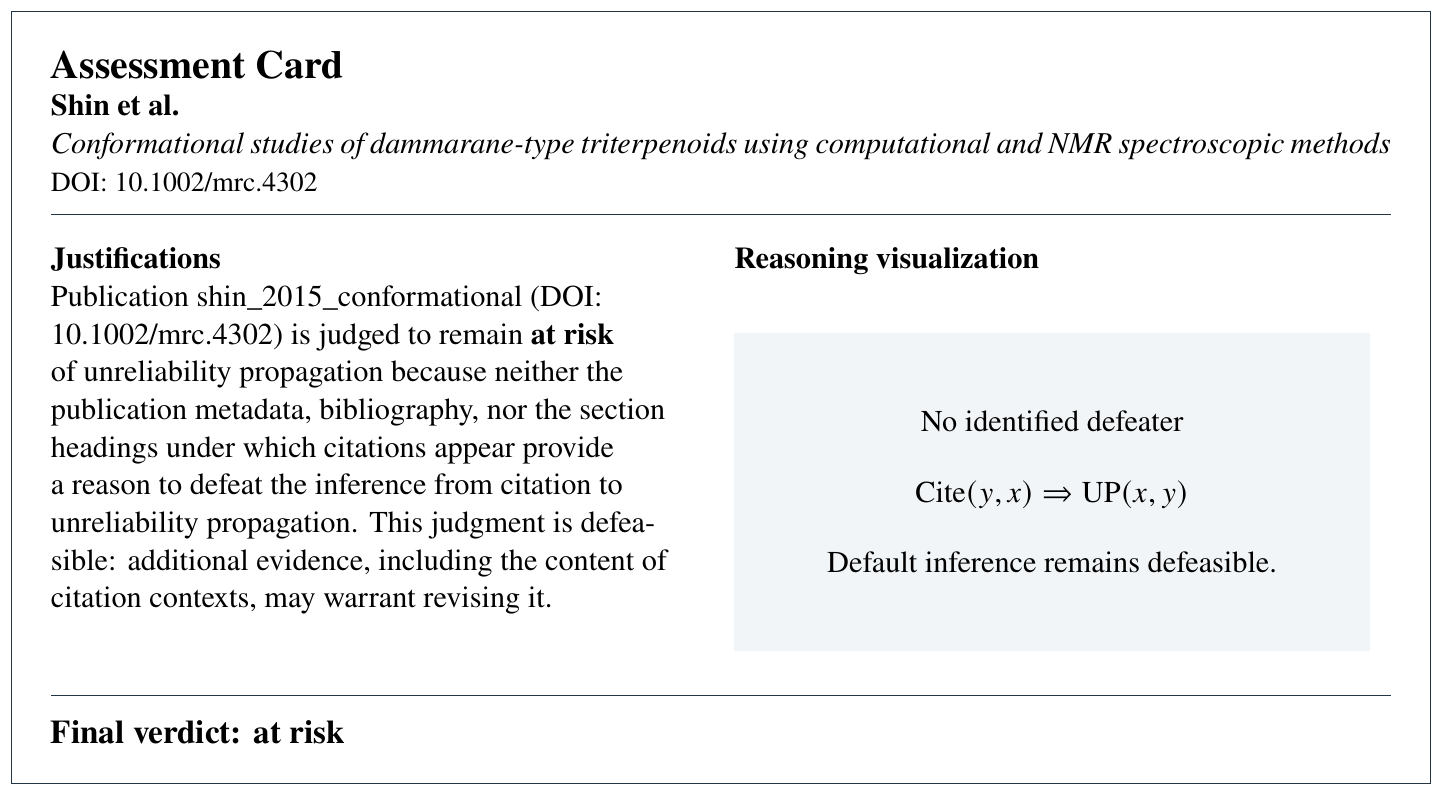 Assessment Card
Shin et al.
Conformational studies of dammarane-type triterpenoids using computational and NMR spectroscopic methods
DOI: 10.1002/mrc.4302
Justifications
Publication shin_2015_conformational (DOI:
10.1002/mrc.4302) is judged to remain at risk
of unreliability propagation because neither the
publication metadata, bibliography, nor the section
headings under which citations appear provide
a reason to defeat the inference from citation to
unreliability propagation. This judgment is defea-
sible: additional evidence, including the content of
citation contexts, may warrant revising it.
Reasoning visualization
No identified defeater
Cite(y, x) ⟹ UP(x, y)
Default inference remains defeasible.
Final verdict: at risk